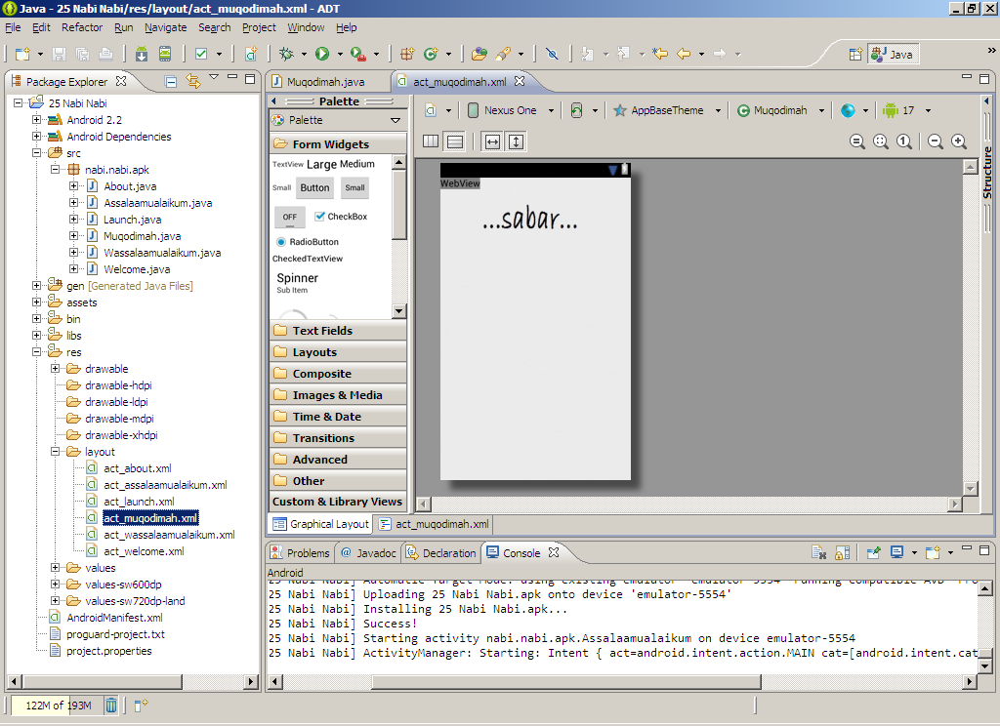 Java - 25 Nabi Nabi/res/layout/act_muqodimah.xml - ADT
File Edit Refactor Run Navigate Search Project Window Help
Java
Package Explorer
25 Nabi Nabi
Android 2.2
Android Dependencies
src
nabi.nabi.apk
About.java
Assalaamualaikum.java
Launch.java
Muqodimah.java
Wassalaamualaikum.java
Welcome.java
gen [Generated Java Files]
assets
bin
libs
res
drawable
drawable-hdpi
drawable-ldpi
drawable-mdpi
drawable-xhdpi
layout
act_about.xml
act_assalaamualaikum.xml
act_launch.xml
act_muqodimah.xml
act_wassalaamualaikum.xml
act_welcome.xml
values
values-sw600dp
values-sw720dp-land
AndroidManifest.xml
proguard-project.txt
project.properties
Muqodimah.java act_muqodimah.xml
Palette
Palette
Form Widgets
TextView Large Medium
Small Button Small
OFF CheckBox
RadioButton
CheckedTextView
Spinner
Sub Item
Text Fields
Layouts
Composite
Images & Media
Time & Date
Transitions
Advanced
Other
Custom & Library Views
Nexus One AppBaseTheme Muqodimah 17
WebView
...sabar...
Structure
Graphical Layout act_muqodimah.xml
Problems Javadoc Declaration Console
Android
25 Nabi Nabi] Automatic Target Mode: using existing emulator 'emulator-5554' running compatible AVD
25 Nabi Nabi] Uploading 25 Nabi Nabi.apk onto device 'emulator-5554'
25 Nabi Nabi] Installing 25 Nabi Nabi.apk...
25 Nabi Nabi] Success!
25 Nabi Nabi] Starting activity nabi.nabi.apk.Assalaamualaikum on device emulator-5554
25 Nabi Nabi] ActivityManager: Starting: Intent { act=android.intent.action.MAIN cat=[android.intent.cat
122M of 193M